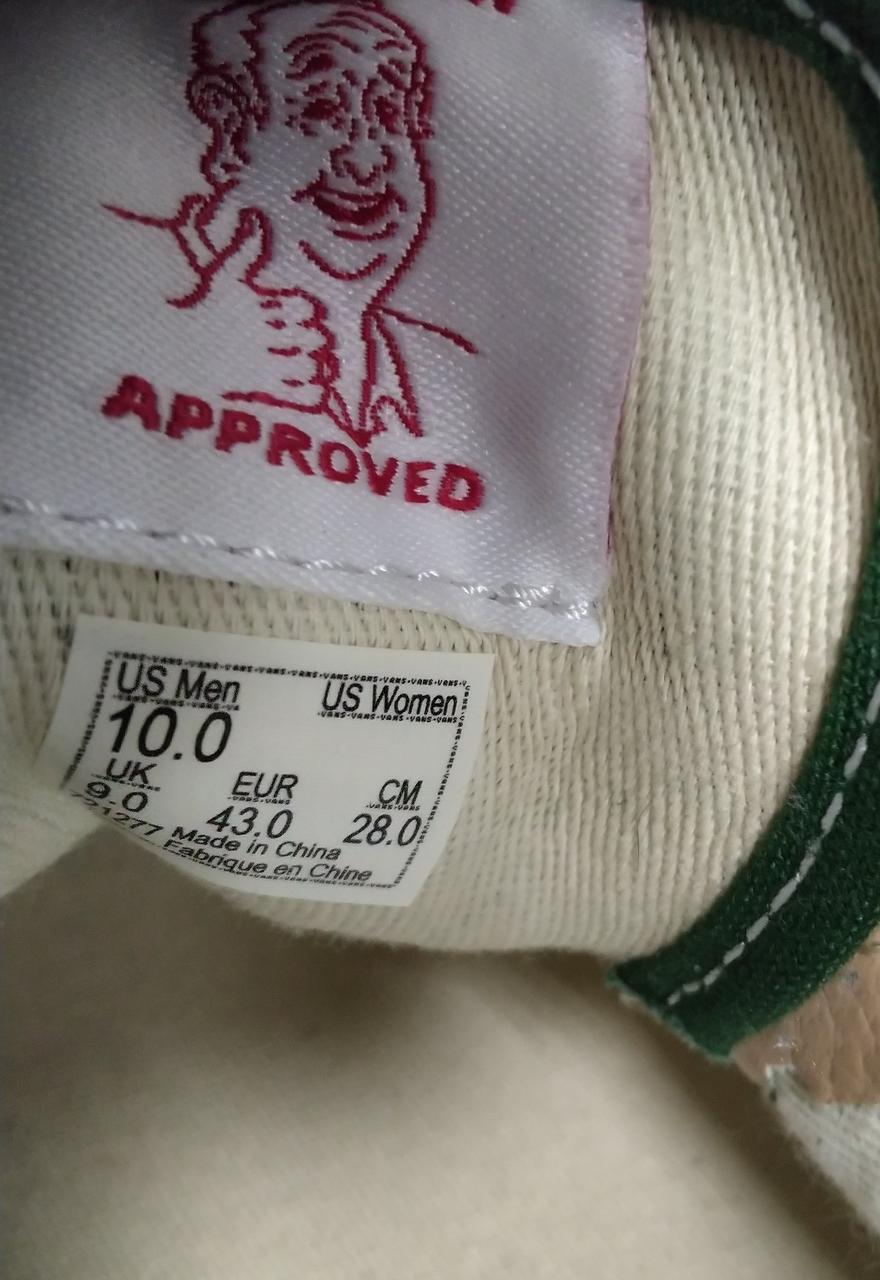 APPROVED
US Men US Women
10.0
UK EUR CM
9.0 43.0 28.0
721277 Made in China
Fabrique en Chine